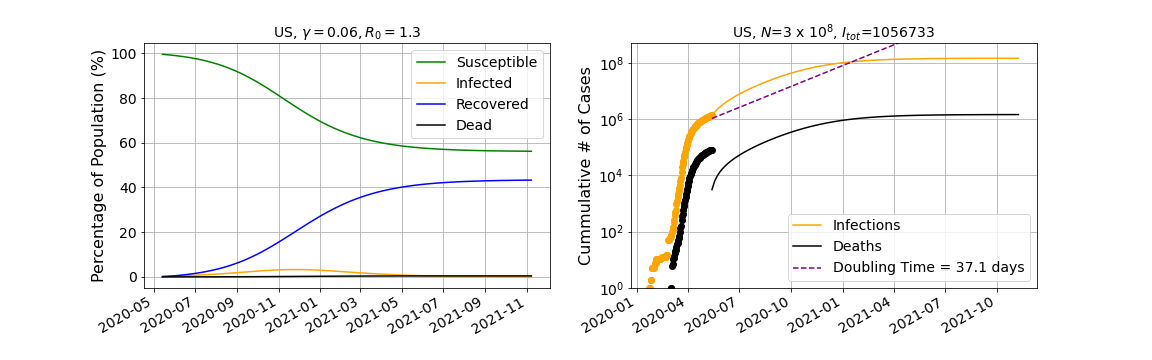 US, γ = 0.06, R₀ = 1.3
Percentage of Population (%)
100
80
60
40
20
0
Susceptible
Infected
Recovered
Dead
2020-05
2020-07
2020-09
2020-11
2021-01
2021-03
2021-05
2021-07
2021-09
2021-11
US, N=3 x 10⁸, Iₜₒₜ=1056733
Cummulative # of Cases
10⁸
10⁶
10⁴
10²
10⁰
Infections
Deaths
Doubling Time = 37.1 days
2020-01
2020-04
2020-07
2020-10
2021-01
2021-04
2021-07
2021-10